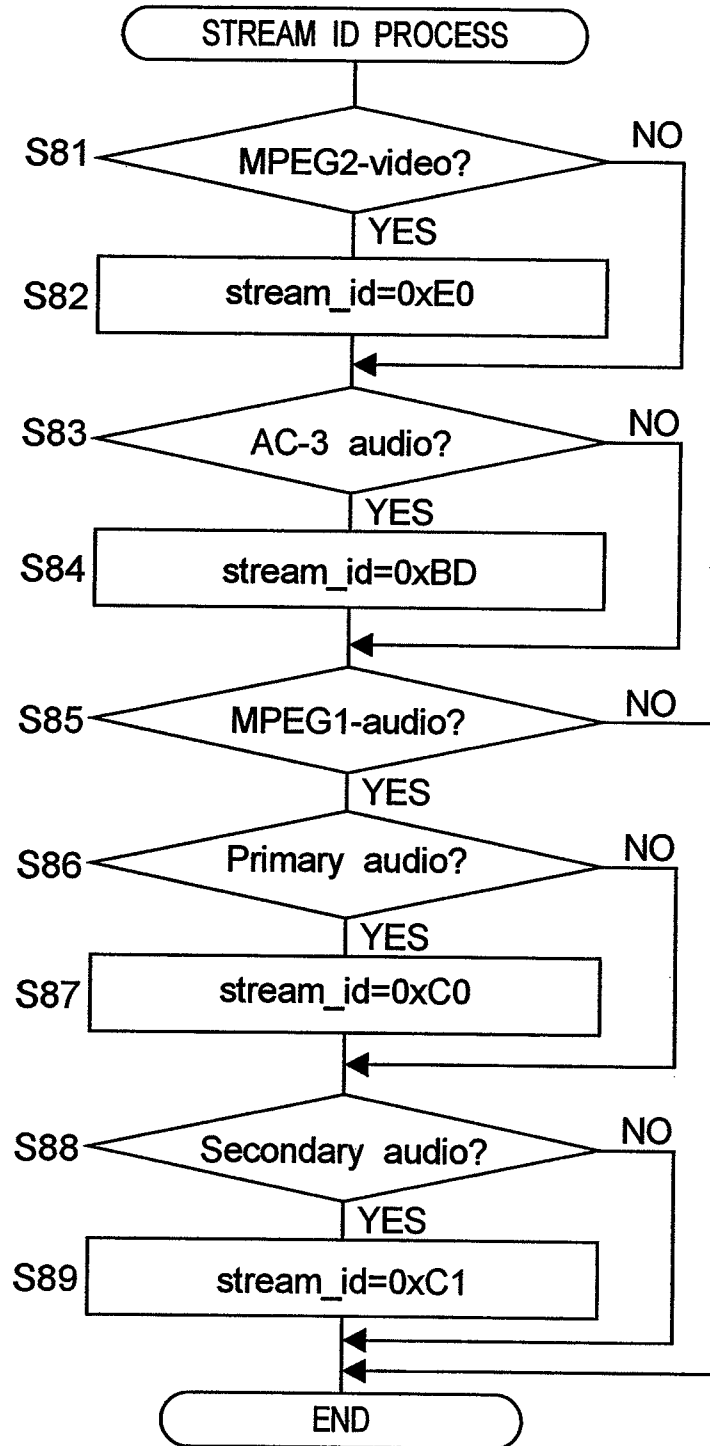 STREAM ID PROCESS
S81
MPEG2-video?
NO
YES
S82
stream_id=0xE0
S83
AC-3 audio?
NO
YES
S84
stream_id=0xBD
S85
MPEG1-audio?
NO
YES
S86
Primary audio?
NO
YES
S87
stream_id=0xC0
S88
Secondary audio?
NO
YES
S89
stream_id=0xC1
END